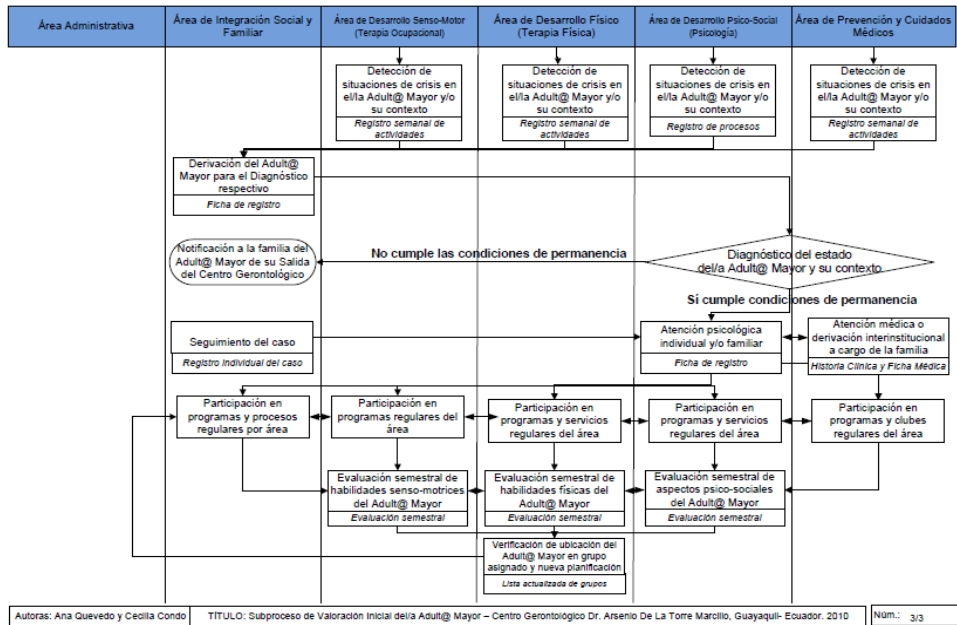 Área Administrativa
Área de Integración Social y
Familiar
Área de Desarrollo Senso-Motor
(Terapia Ocupacional)
Área de Desarrollo Físico
(Terapia Física)
Área de Desarrollo Psico-Social
(Psicología)
Área de Prevención y Cuidados
Médicos
Detección de
situaciones de crisis en
el/la Adult@ Mayor y/o
su contexto
Registro semanal de
actividades
Detección de
situaciones de crisis en
el/la Adult@ Mayor y/o
su contexto
Registro semanal de
actividades
Detección de
situaciones de crisis en
el/la Adult@ Mayor y/o
su contexto
Registro de procesos
Detección de
situaciones de crisis en
el/la Adult@ Mayor y/o
su contexto
Registro semanal de
actividades
Derivación del Adult@
Mayor para el Diagnóstico
respectivo
Ficha de registro
Notificación a la familia del
Adult@ Mayor de su Salida
del Centro Gerontológico
No cumple las condiciones de permanencia
Diagnóstico del estado
del/a Adult@ Mayor y su contexto
Sí cumple condiciones de permanencia
Seguimiento del caso
Registro Individual del caso
Atención psicológica
individual y/o familiar
Ficha de registro
Atención médica o
derivación interinstitucional
a cargo de la familia
Historia Clínica y Ficha Médica
Participación en
programas y procesos
regulares por área
Participación en
programas regulares del
área
Participación en
programas y servicios
regulares del área
Participación en
programas y servicios
regulares del área
Participación en
programas y clubes
regulares del área
Evaluación semestral de
habilidades senso-motrices
del Adult@ Mayor
Evaluación semestral
Evaluación semestral de
habilidades físicas del
Adult@ Mayor
Evaluación semestral
Evaluación semestral de
aspectos psico-sociales
del Adult@ Mayor
Evaluación semestral
Verificación de ubicación del
Adult@ Mayor en grupo
asignado y nueva planificación
Lista actualizada de grupos
Autoras: Ana Quevedo y Cecilia Condo
TÍTULO: Subproceso de Valoración Inicial del/a Adult@ Mayor – Centro Gerontológico Dr. Arsenio De La Torre Marcillo, Guayaquil- Ecuador. 2010
Núm.: 3/3